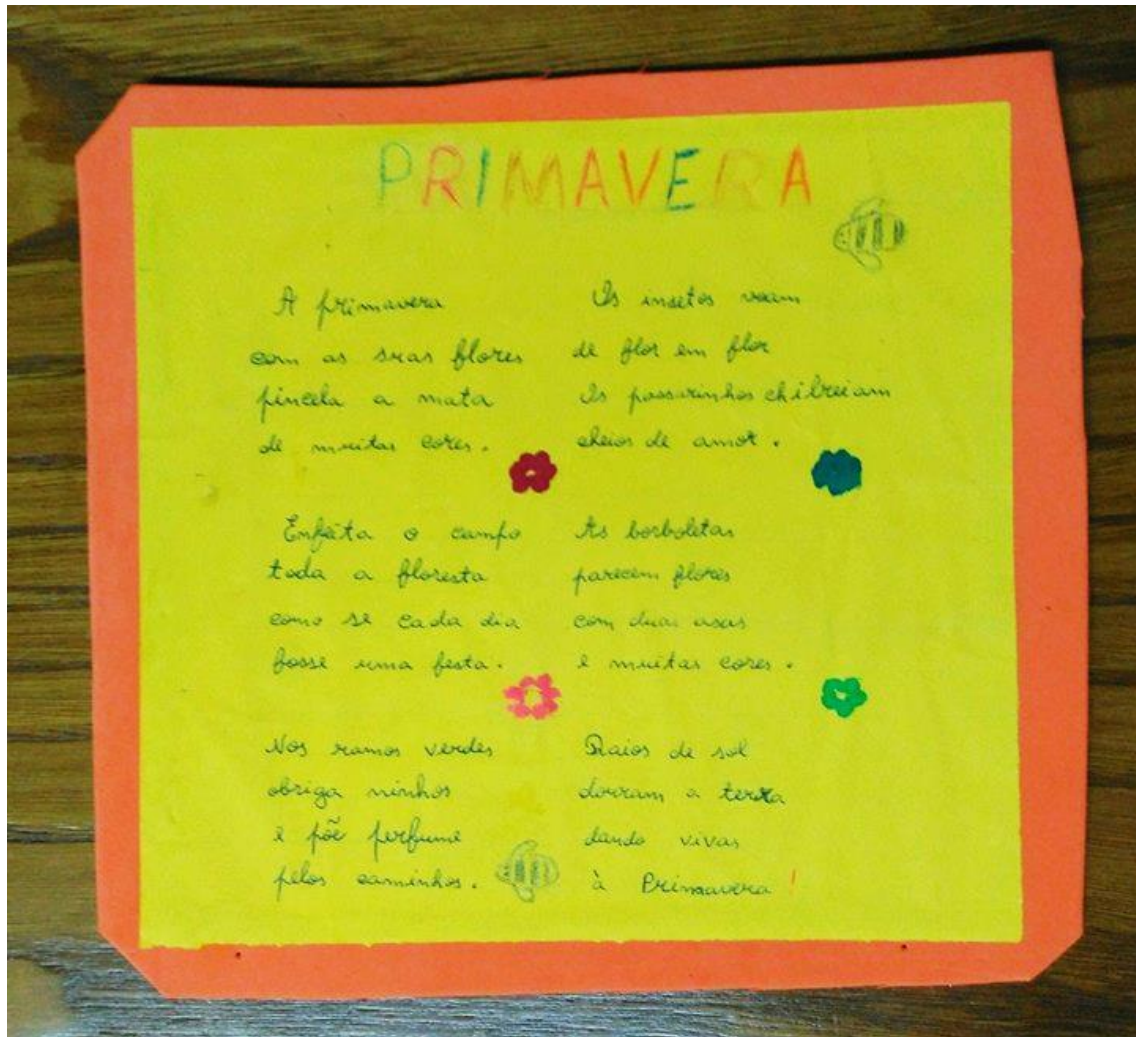 PRIMAVERA
A primavera
com as suas flores
pincela a mata
de muitas cores.
Enfeita o campo
toda a floresta
como se cada dia
fosse uma festa.
Nos ramos verdes
obriga ninhos
e põe perfume
pelos caminhos.
Os insetos voam
de flor em flor
Os passarinhos chilreiam
cheios de amor.
As borboletas
parecem flores
com duas asas
e muitas cores.
Raios de sol
dorram a terra
dando vivas
à Primavera!